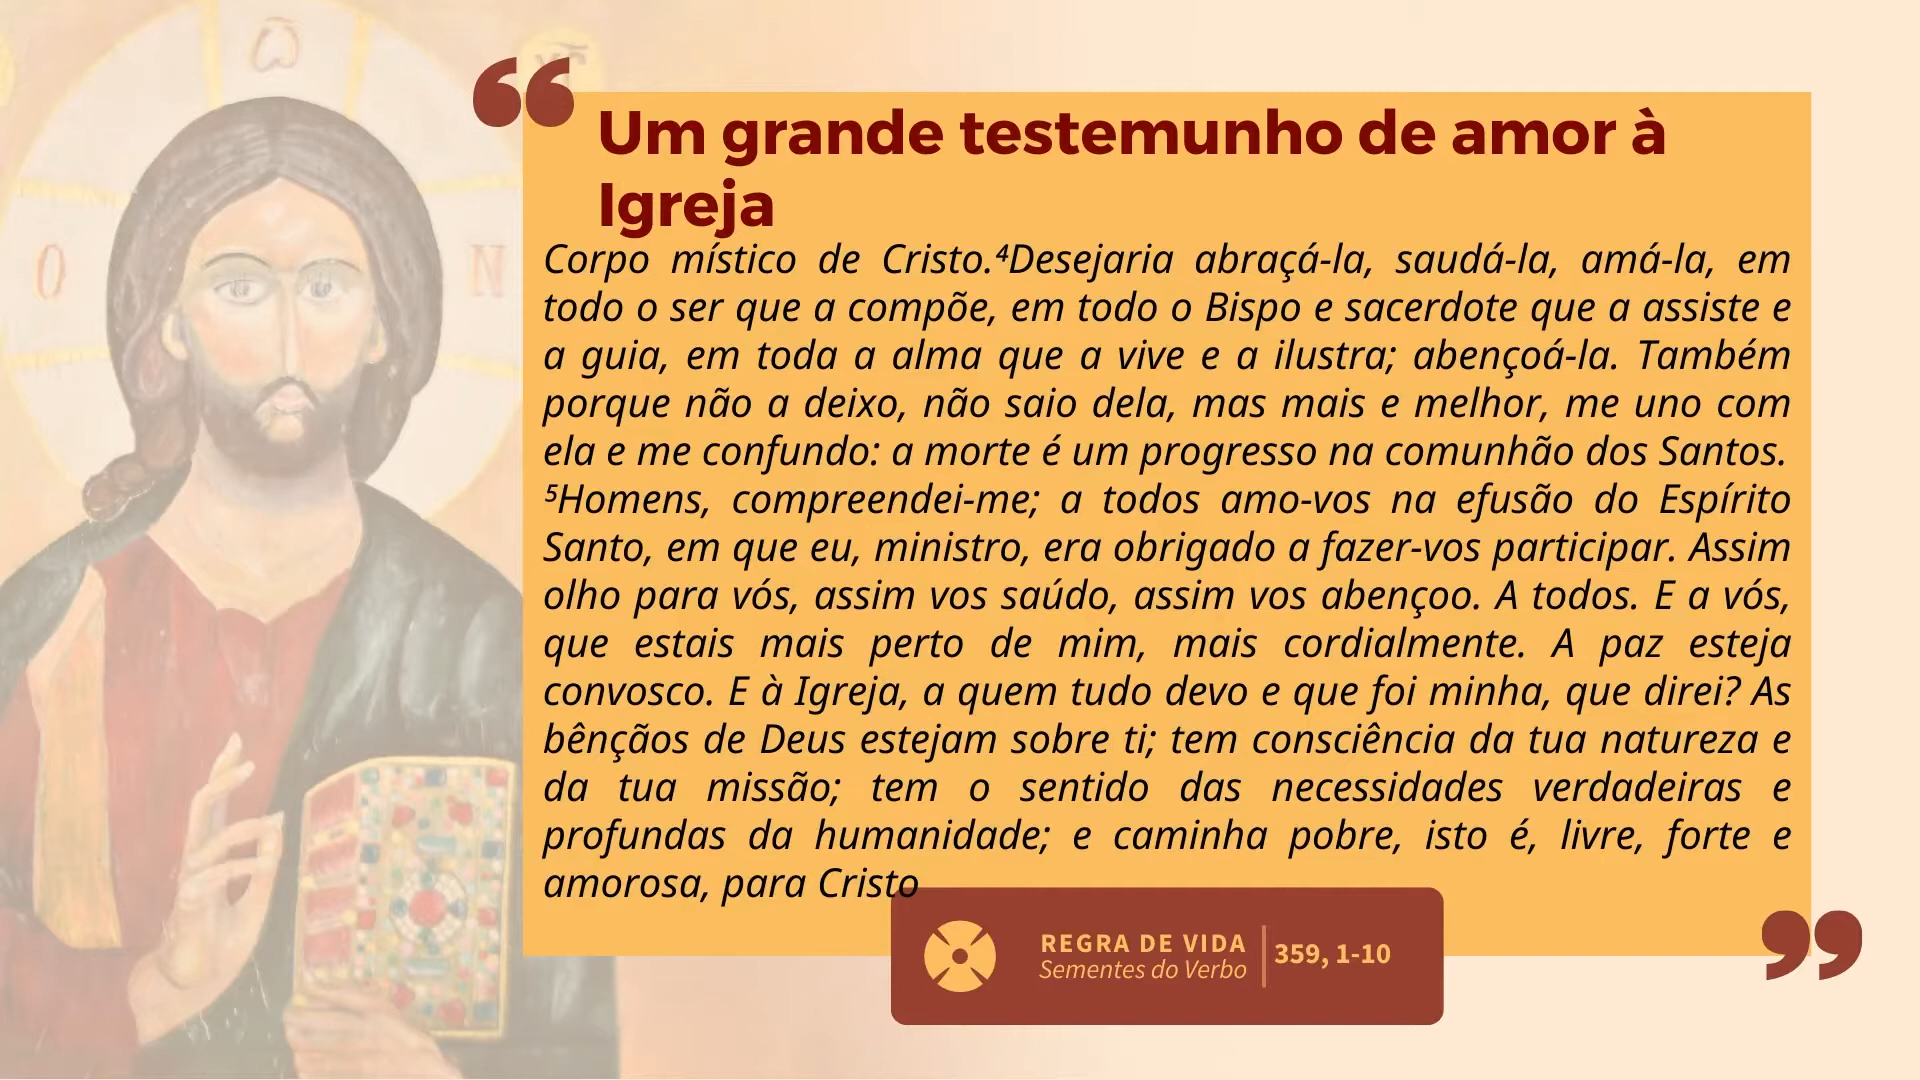 “
Um grande testemunho de amor à
Igreja
Corpo místico de Cristo.⁴Desejaria abraçá-la, saudá-la, amá-la, em
todo o ser que a compõe, em todo o Bispo e sacerdote que a assiste e
a guia, em toda a alma que a vive e a ilustra; abençoá-la. Também
porque não a deixo, não saio dela, mas mais e melhor, me uno com
ela e me confundo: a morte é um progresso na comunhão dos Santos.
⁵Homens, compreendei-me; a todos amo-vos na efusão do Espírito
Santo, em que eu, ministro, era obrigado a fazer-vos participar. Assim
olho para vós, assim vos saúdo, assim vos abençoo. A todos. E a vós,
que estais mais perto de mim, mais cordialmente. A paz esteja
convosco. E à Igreja, a quem tudo devo e que foi minha, que direi? As
bênçãos de Deus estejam sobre ti; tem consciência da tua natureza e
da tua missão; tem o sentido das necessidades verdadeiras e
profundas da humanidade; e caminha pobre, isto é, livre, forte e
amorosa, para Cristo
”
REGRA DE VIDA
Sementes do Verbo
359, 1-10
O
N